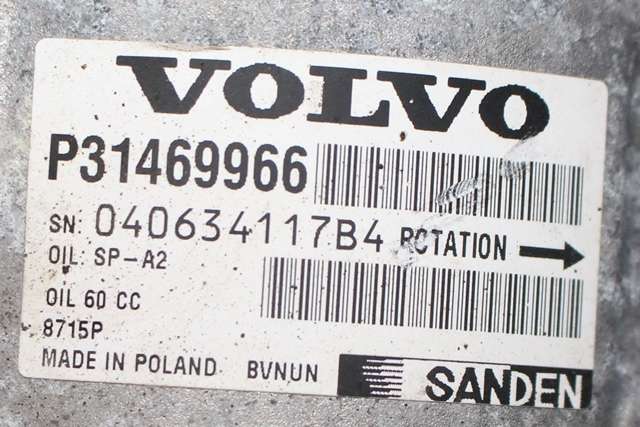 VOLVO
P31469966
SN: 040634117B4 ROTATION
OIL: SP-A2
OIL 60 CC
8715P
MADE IN POLAND BVNUN SANDEN